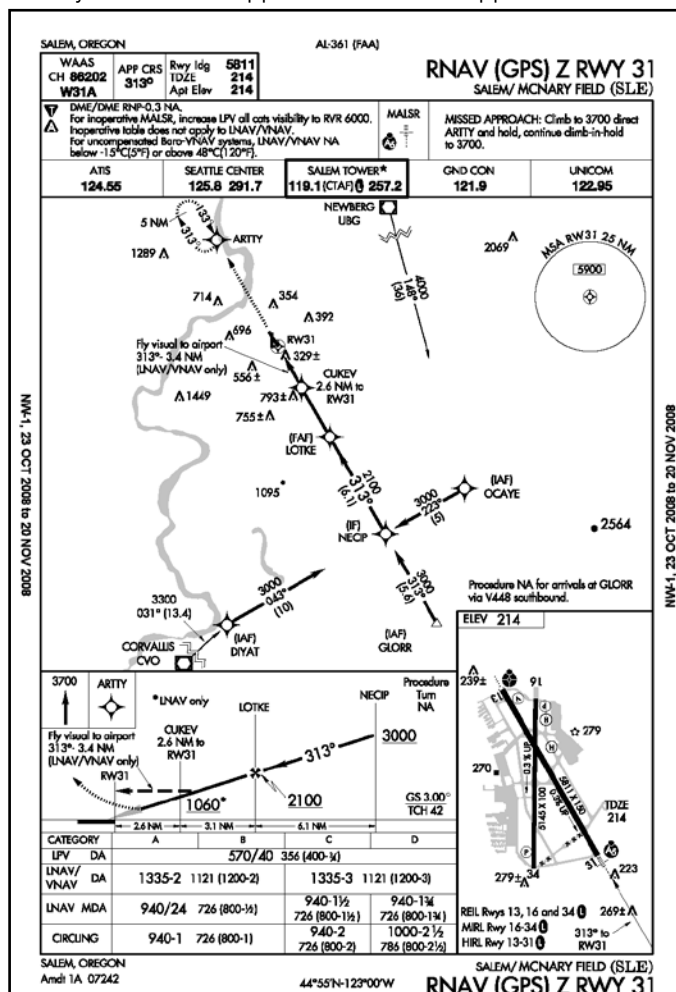 SALEM, OREGON
AL-361 (FAA)
WAAS
CH 86202
W31A
APP CRS
313°
Rwy ldg 5811
TDZE 214
Apt Elev 214
RNAV (GPS) Z RWY 31
SALEM/ MCNARY FIELD (SLE)
T
A
DME/DME RNP-0.3 NA.
For inoperative MALSR, increase LPV all cats visibility to RVR 6000.
Inoperative table does not apply to LNAV/VNAV.
For uncompensated Baro-VNAV systems, LNAV/VNAV NA
below -15°C(5°F) or above 48°C(120°F).
MALSR
A5
MISSED APPROACH: Climb to 3700 direct
ARTTY and hold, continue climb-in-hold
to 3700.
ATIS
124.55
SEATTLE CENTER
125.8 291.7
SALEM TOWER*
119.1 (CTAF) L 257.2
GND CON
121.9
UNICOM
122.95
NEWBERG
UBG
5 NM
133°
313°
ARTTY
1289
2069
MSA RW31 25 NM
5900
4000
148°
(36)
714
354
392
696
RW31
Fly visual to airport
313°- 3.4 NM
(LNAV/VNAV only)
329±
556±
CUKEV
2.6 NM to
RW31
1449
793±
755±
(FAF)
LOTKE
2100
313°
(6.1)
1095
(IAF)
OCAYE
3000
223°
(5)
(IF)
NECIP
2564
3000
313°
(5.6)
Procedure NA for arrivals at GLORR
via V448 southbound.
3300
031° (13.4)
3000
043°
(10)
(IAF)
DIYAT
CORVALLIS
CVO
(IAF)
GLORR
NW-1, 23 OCT 2008 to 20 NOV 2008
NW-1, 23 OCT 2008 to 20 NOV 2008
3700
ARTTY
*LNAV only
LOTKE
NECIP
Procedure
Turn
NA
Fly visual to airport
313°- 3.4 NM
(LNAV/VNAV only)
RW31
CUKEV
2.6 NM to
RW31
313°
3000
1060*
2100
GS 3.00°
TCH 42
2.6 NM
3.1 NM
6.1 NM
CATEGORY A B C D
LPV DA 570/40 356 (400-¾)
LNAV/
VNAV DA 1335-2 1121 (1200-2) 1335-3 1121 (1200-3)
LNAV MDA 940/24 726 (800-½) 940-1½ 726 (800-1½) 940-1¾ 726 (800-1¾)
CIRCLING 940-1 726 (800-1) 940-2 726 (800-2) 1000-2½ 786 (800-2½)
ELEV 214
239±
13
16
279
270
0.3% UP
5145 X 100
5811 X 150
0.3% UP
TDZE
214
P
34
31
A5
279±
223
REIL Rwys 13, 16 and 34 L
MIRL Rwy 16-34 L
HIRL Rwy 13-31 L
269±
313° to
RW31
SALEM, OREGON
Amdt 1A 07242
44°55'N-123°00'W
SALEM/ MCNARY FIELD (SLE)
RNAV (GPS) Z RWY 31